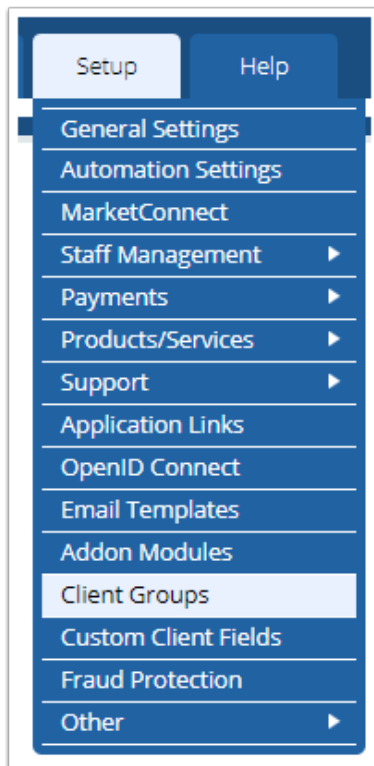 Setup Help
General Settings
Automation Settings
MarketConnect
Staff Management
Payments
Products/Services
Support
Application Links
OpenID Connect
Email Templates
Addon Modules
Client Groups
Custom Client Fields
Fraud Protection
Other